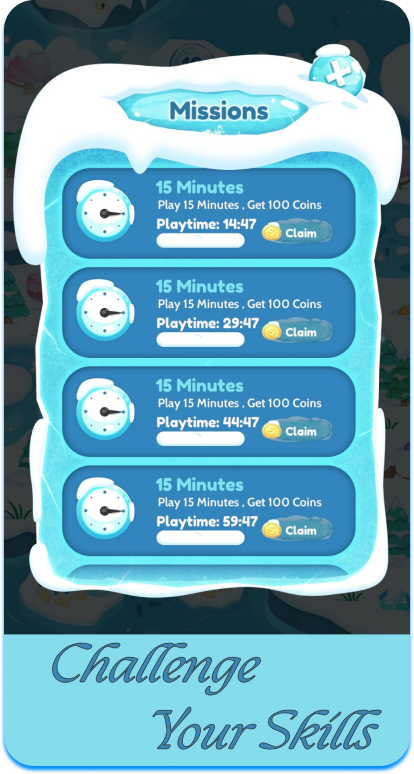 Missions
15 Minutes
Play 15 Minutes , Get 100 Coins
Playtime: 14:47
Claim
15 Minutes
Play 15 Minutes , Get 100 Coins
Playtime: 29:47
Claim
15 Minutes
Play 15 Minutes , Get 100 Coins
Playtime: 44:47
Claim
15 Minutes
Play 15 Minutes , Get 100 Coins
Playtime: 59:47
Claim
Challenge
Your Skills